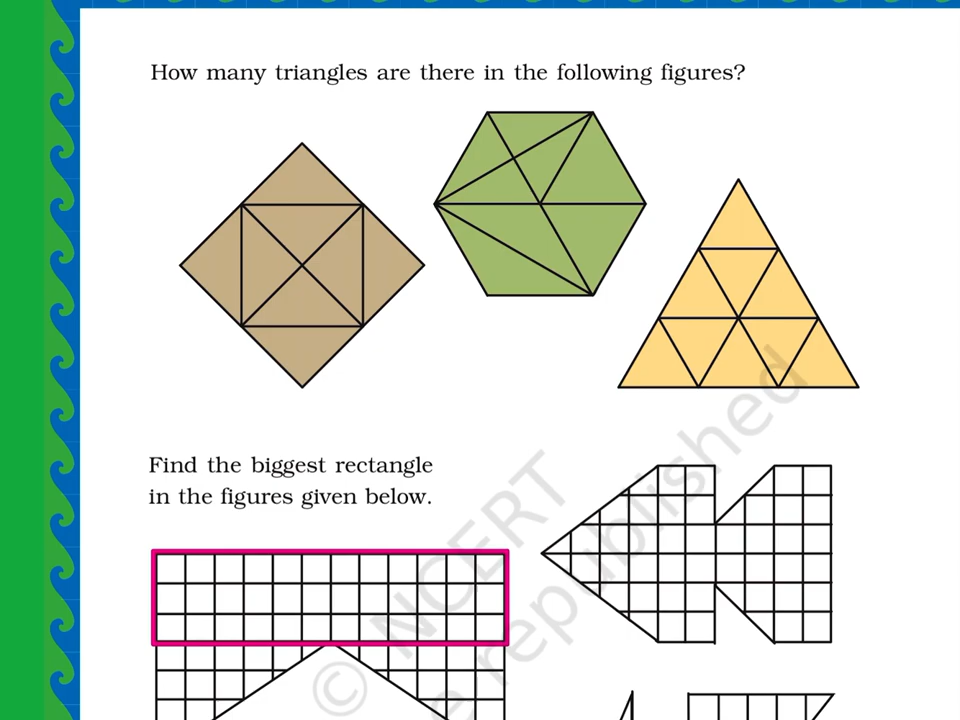 How many triangles are there in the following figures?
Find the biggest rectangle
in the figures given below.
© NCERT
republished